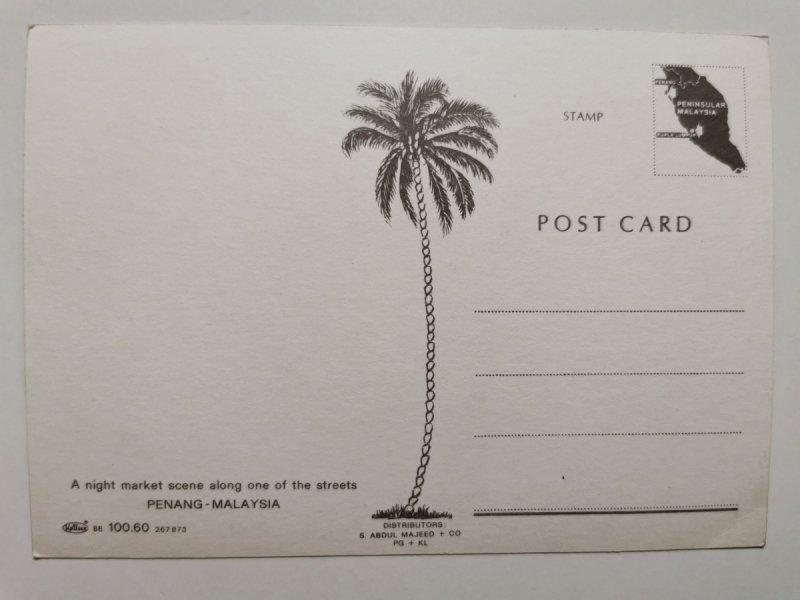 STAMP
PENANG
PENINSULAR
MALAYSIA
POST CARD
A night market scene along one of the streets
PENANG-MALAYSIA
BB 100.60 267873
DISTRIBUTORS:
S. ABDUL MAJEED + CO
PG + KL